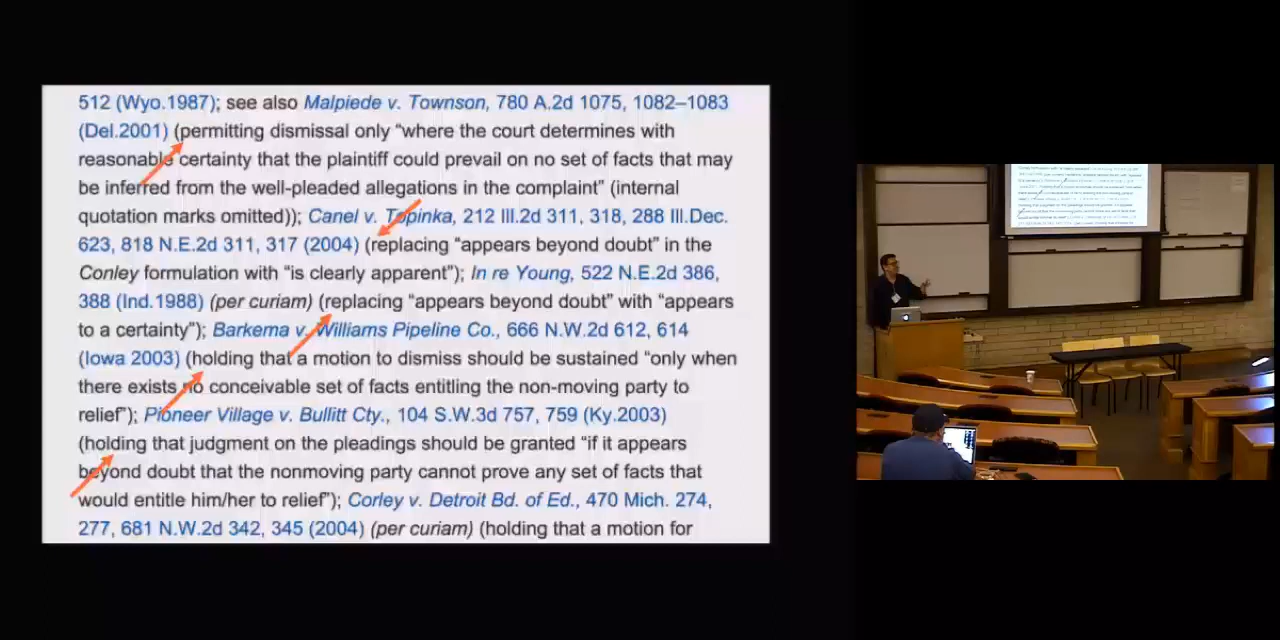 512 (Wyo.1987); see also Malpiede v. Townson, 780 A.2d 1075, 1082–1083
(Del.2001) (permitting dismissal only “where the court determines with
reasonable certainty that the plaintiff could prevail on no set of facts that may
be inferred from the well-pleaded allegations in the complaint” (internal
quotation marks omitted)); Canel v. Topinka, 212 Ill.2d 311, 318, 288 Ill.Dec.
623, 818 N.E.2d 311, 317 (2004) (replacing “appears beyond doubt” in the
Conley formulation with “is clearly apparent”); In re Young, 522 N.E.2d 386,
388 (Ind.1988) (per curiam) (replacing “appears beyond doubt” with “appears
to a certainty”); Barkema v. Williams Pipeline Co., 666 N.W.2d 612, 614
(Iowa 2003) (holding that a motion to dismiss should be sustained “only when
there exists no conceivable set of facts entitling the non-moving party to
relief”); Pioneer Village v. Bullitt Cty., 104 S.W.3d 757, 759 (Ky.2003)
(holding that judgment on the pleadings should be granted “if it appears
beyond doubt that the nonmoving party cannot prove any set of facts that
would entitle him/her to relief”); Corley v. Detroit Bd. of Ed., 470 Mich. 274,
277, 681 N.W.2d 342, 345 (2004) (per curiam) (holding that a motion for